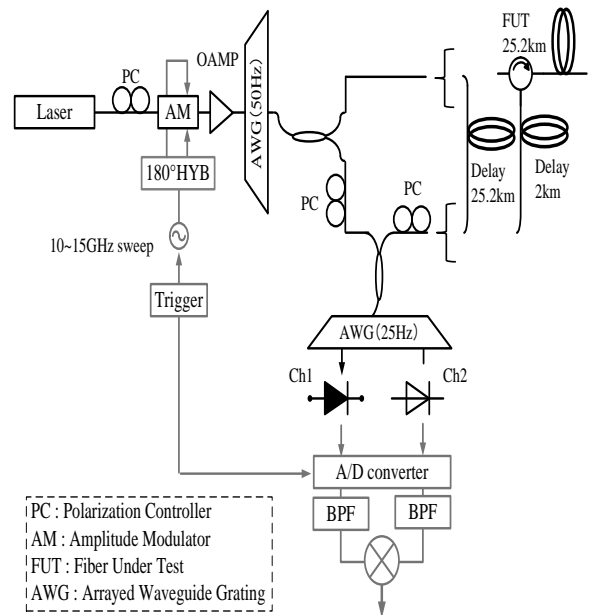 FUT
25.2km
OAMP
PC
Laser
AM
AWG(50Hz)
180°HYB
PC
PC
Delay
25.2km
Delay
2km
10~15GHz sweep
Trigger
AWG(25Hz)
Ch1
Ch2
A/D converter
BPF
BPF
PC : Polarization Controller
AM : Amplitude Modulator
FUT : Fiber Under Test
AWG : Arrayed Waveguide Grating